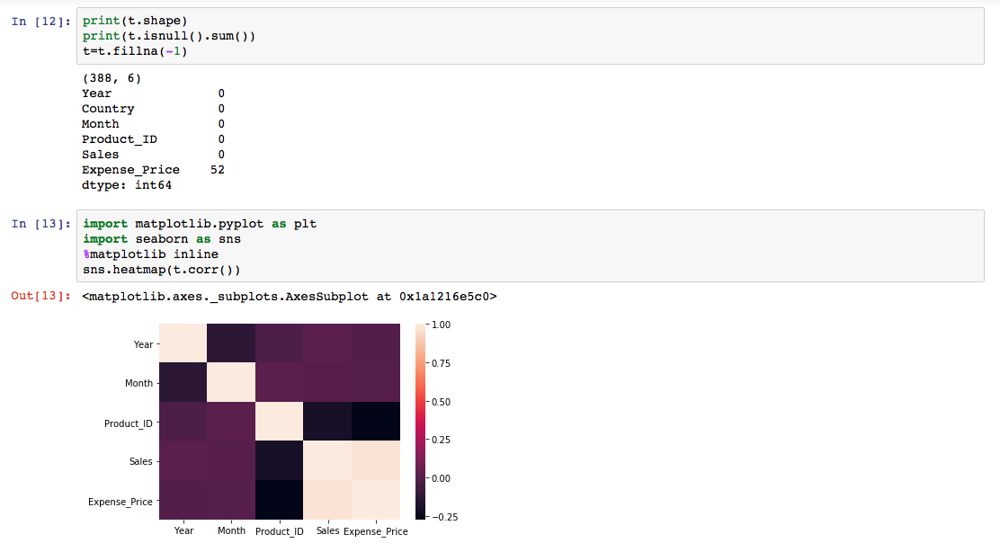 In [12]: print(t.shape)
print(t.isnull().sum())
t=t.fillna(-1)
(388, 6)
Year 0
Country 0
Month 0
Product_ID 0
Sales 0
Expense_Price 52
dtype: int64
In [13]: import matplotlib.pyplot as plt
import seaborn as sns
%matplotlib inline
sns.heatmap(t.corr())
Out[13]: <matplotlib.axes._subplots.AxesSubplot at 0x1a1216e5c0>
Year
Month
Product_ID
Sales
Expense_Price
Year Month Product_ID Sales Expense_Price
1.00
0.75
0.50
0.25
0.00
−0.25